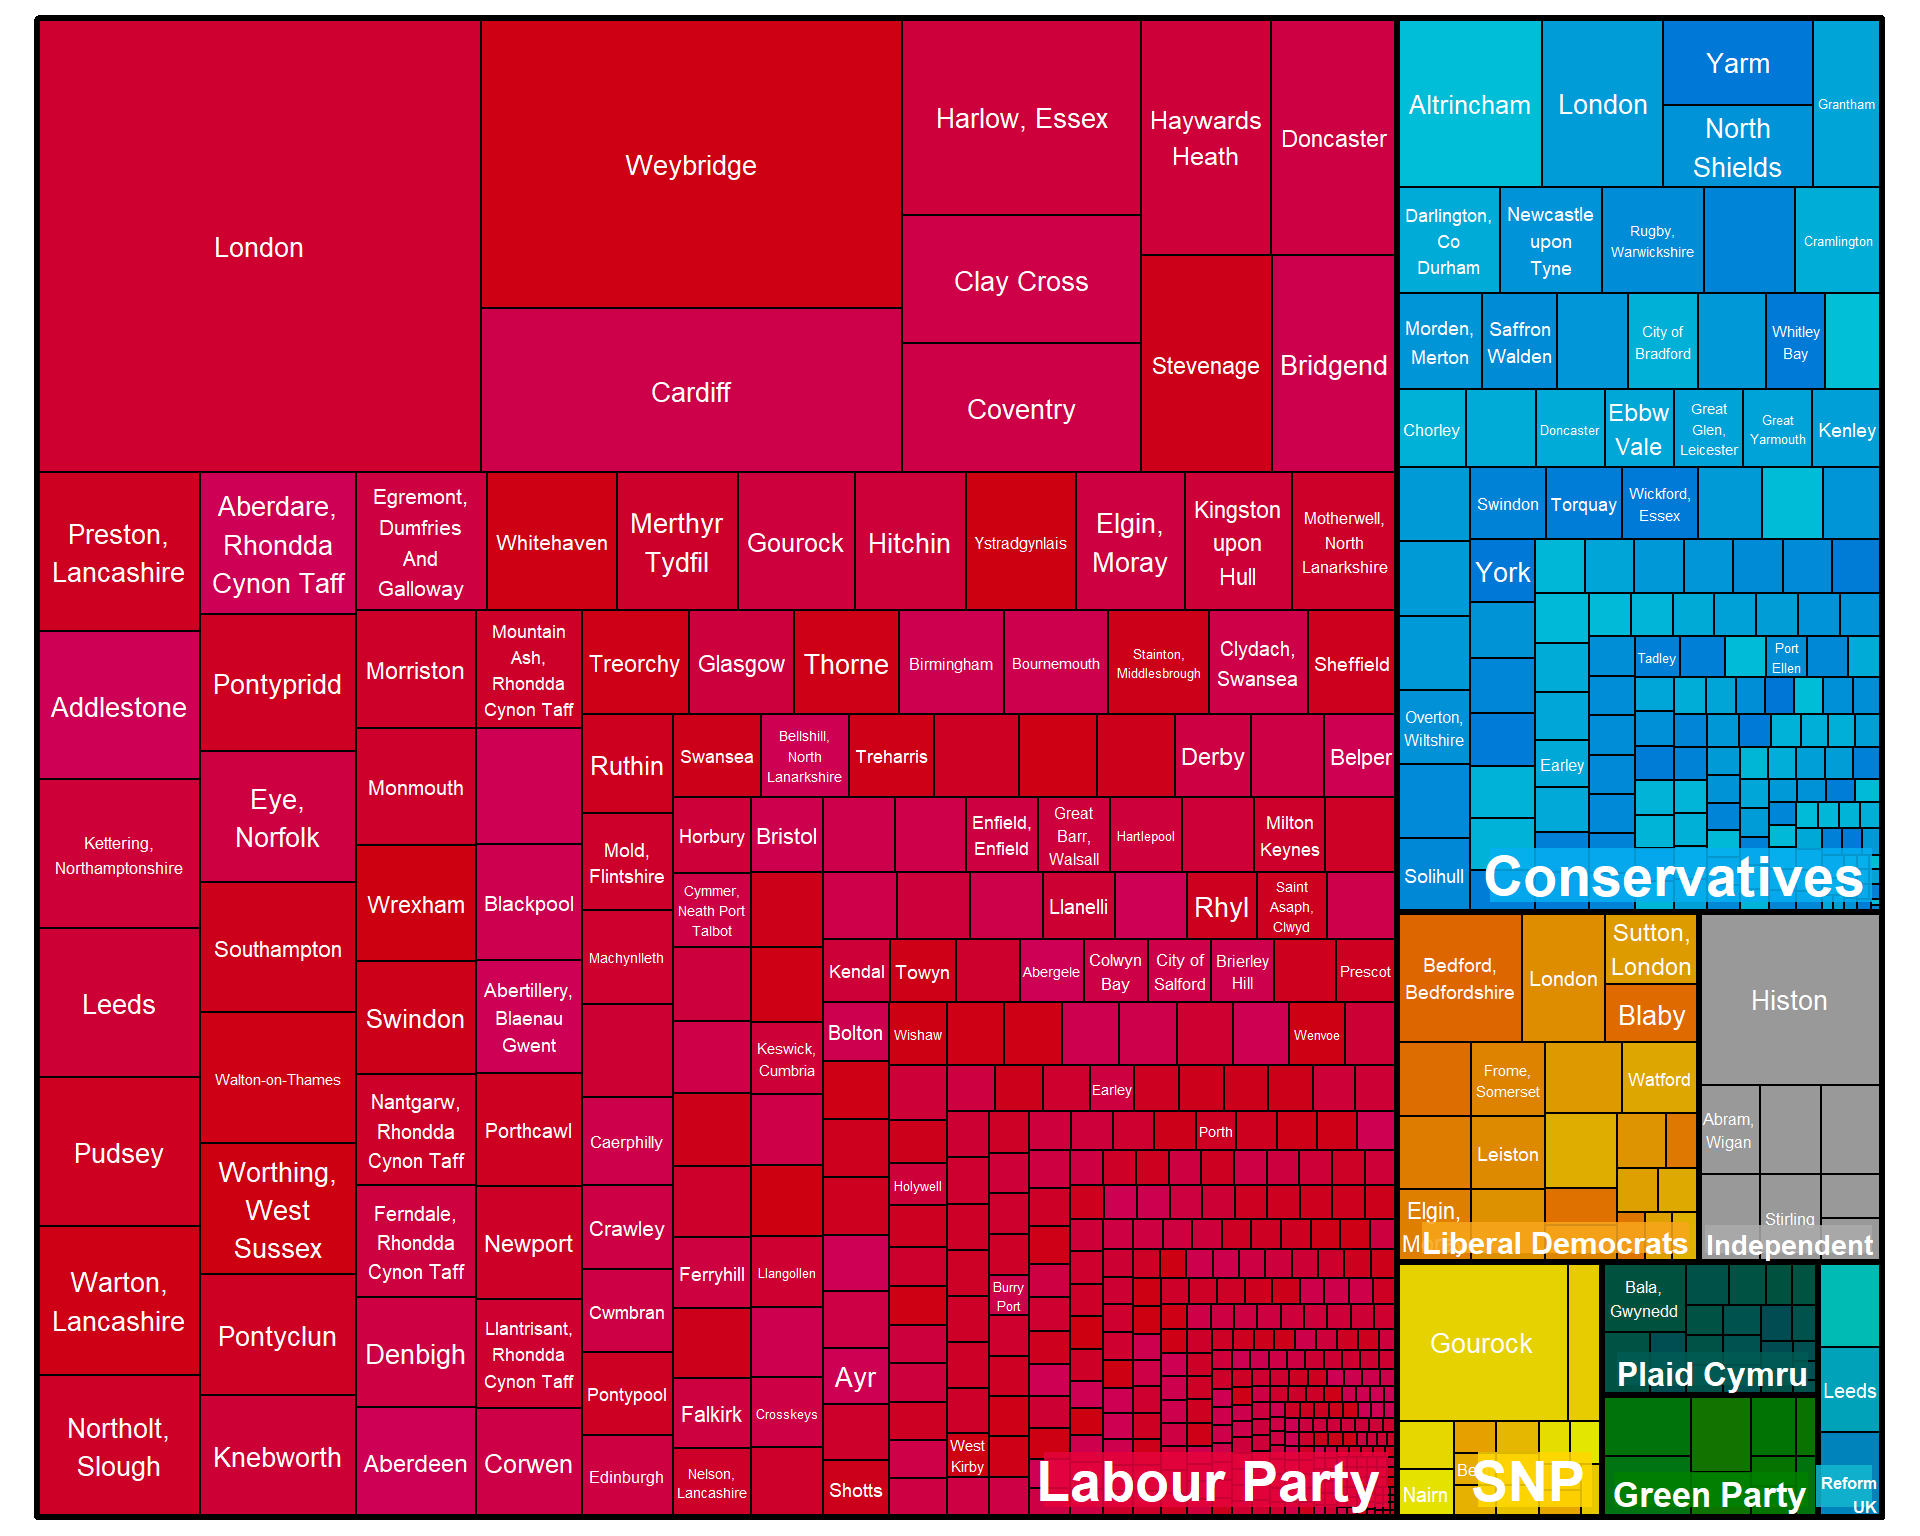 London
Weybridge
Cardiff
Harlow, Essex
Clay Cross
Coventry
Haywards
Heath
Doncaster
Stevenage
Bridgend
Preston,
Lancashire
Addlestone
Kettering,
Northamptonshire
Leeds
Pudsey
Warton,
Lancashire
Northolt,
Slough
Aberdare,
Rhondda
Cynon Taff
Pontypridd
Eye,
Norfolk
Southampton
Walton-on-Thames
Worthing,
West
Sussex
Pontyclun
Knebworth
Egremont,
Dumfries
And
Galloway
Whitehaven
Merthyr
Tydfil
Gourock
Hitchin
Ystradgynlais
Elgin,
Moray
Kingston
upon
Hull
Motherwell,
North
Lanarkshire
Morriston
Monmouth
Wrexham
Swindon
Nantgarw,
Rhondda
Cynon Taff
Ferndale,
Rhondda
Cynon Taff
Denbigh
Aberdeen
Mountain
Ash,
Rhondda
Cynon Taff
Blackpool
Abertillery,
Blaenau
Gwent
Porthcawl
Newport
Llantrisant,
Rhondda
Cynon Taff
Corwen
Treorchy
Glasgow
Thorne
Birmingham
Bournemouth
Stainton,
Middlesbrough
Clydach,
Swansea
Sheffield
Ruthin
Mold,
Flintshire
Machynlleth
Caerphilly
Crawley
Cwmbran
Pontypool
Edinburgh
Swansea
Bellshill,
North
Lanarkshire
Treharris
Derby
Belper
Horbury
Cymmer,
Neath Port
Talbot
Ferryhill
Falkirk
Nelson,
Lancashire
Bristol
Keswick,
Cumbria
Llangollen
Crosskeys
Enfield,
Enfield
Great
Barr,
Walsall
Hartlepool
Milton
Keynes
Llanelli
Rhyl
Saint
Asaph,
Clwyd
Kendal
Towyn
Abergele
Colwyn
Bay
City of
Salford
Brierley
Hill
Prescot
Bolton
Wishaw
Wenvoe
Earley
Porth
Holywell
Burry
Port
Ayr
Shotts
West
Kirby
Labour Party
Altrincham
London
Yarm
North
Shields
Grantham
Darlington,
Co
Durham
Newcastle
upon
Tyne
Rugby,
Warwickshire
Cramlington
Morden,
Merton
Saffron
Walden
City of
Bradford
Whitley
Bay
Chorley
Doncaster
Ebbw
Vale
Great
Glen,
Leicester
Great
Yarmouth
Kenley
Swindon
Torquay
Wickford,
Essex
York
Tadley
Port
Ellen
Overton,
Wiltshire
Earley
Solihull
Conservatives
Bedford,
Bedfordshire
London
Sutton,
London
Blaby
Frome,
Somerset
Watford
Leiston
Elgin,
Liberal Democrats
Histon
Abram,
Wigan
Stirling
Independent
Gourock
Nairn
SNP
Bala,
Gwynedd
Plaid Cymru
Green Party
Leeds
Reform
UK